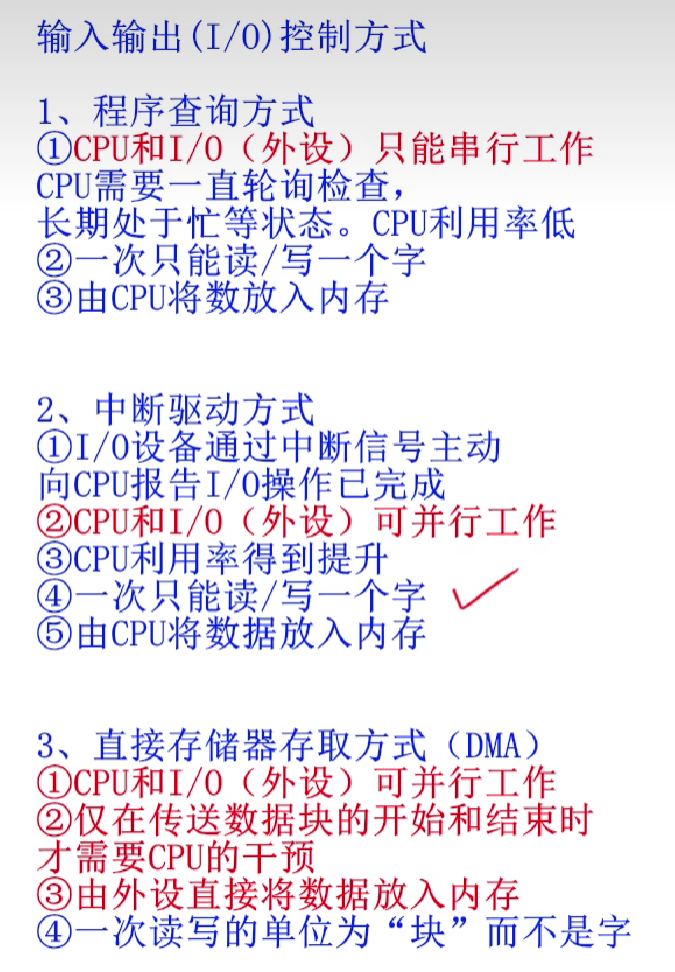 输入输出(I/O)控制方式
1、程序查询方式
①CPU和I/O（外设）只能串行工作
CPU需要一直轮询检查，
长期处于忙等状态。CPU利用率低
②一次只能读/写一个字
③由CPU将数放入内存
2、中断驱动方式
①I/O设备通过中断信号主动
向CPU报告I/O操作已完成
②CPU和I/O（外设）可并行工作
③CPU利用率得到提升
④一次只能读/写一个字
⑤由CPU将数据放入内存
3、直接存储器存取方式（DMA）
①CPU和I/O（外设）可并行工作
②仅在传送数据块的开始和结束时
才需要CPU的干预
③由外设直接将数据放入内存
④一次读写的单位为“块”而不是字